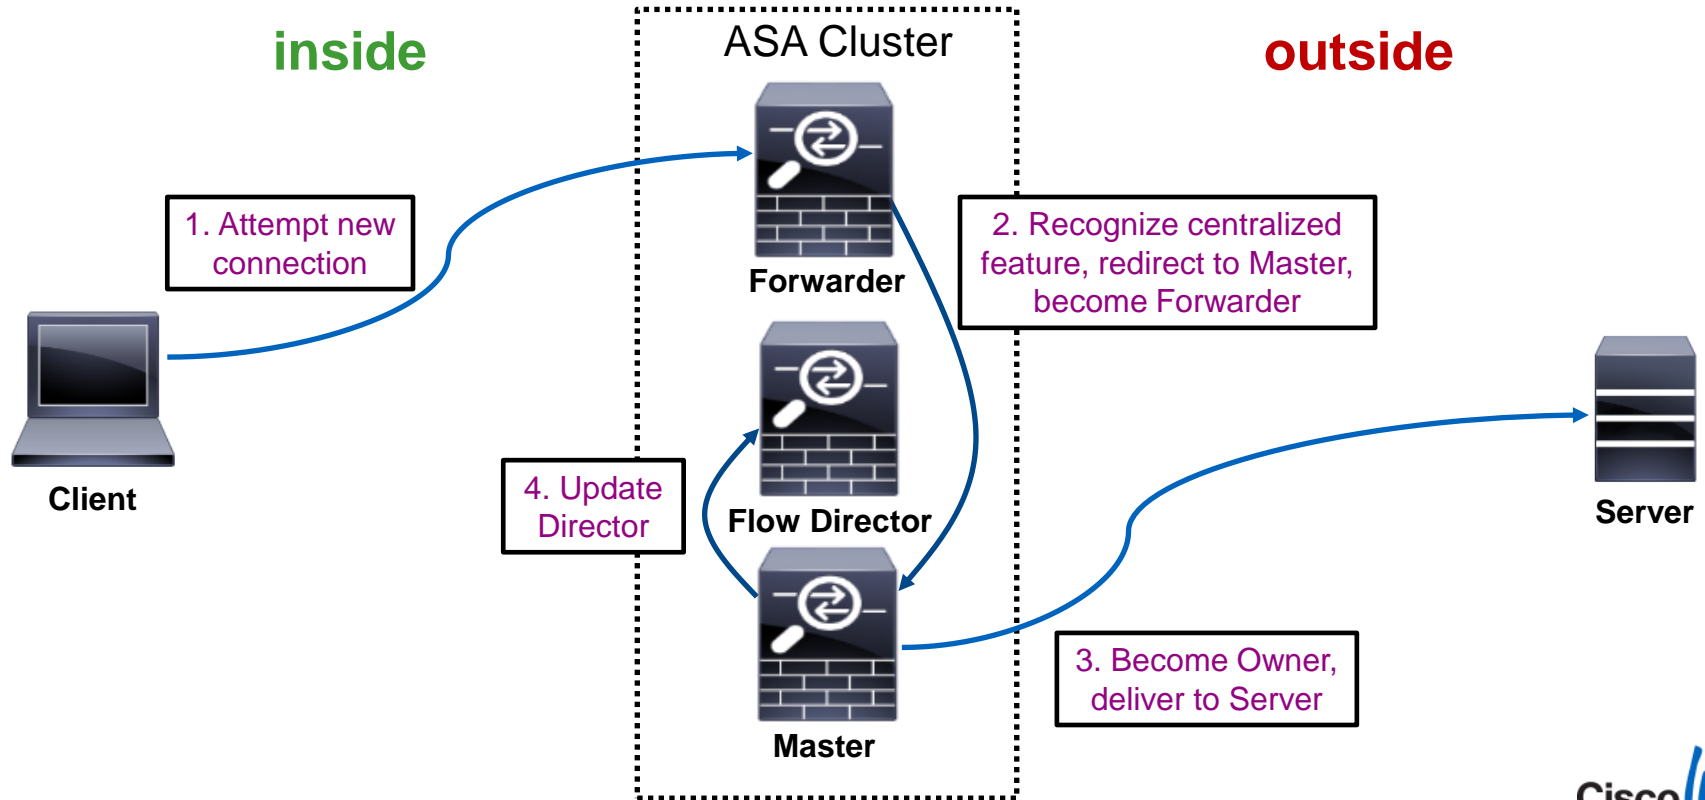 inside
ASA Cluster
outside
1. Attempt new
connection
2. Recognize centralized
feature, redirect to Master,
become Forwarder
Forwarder
Client
4. Update
Director
Flow Director
Server
3. Become Owner,
deliver to Server
Master
Cisco